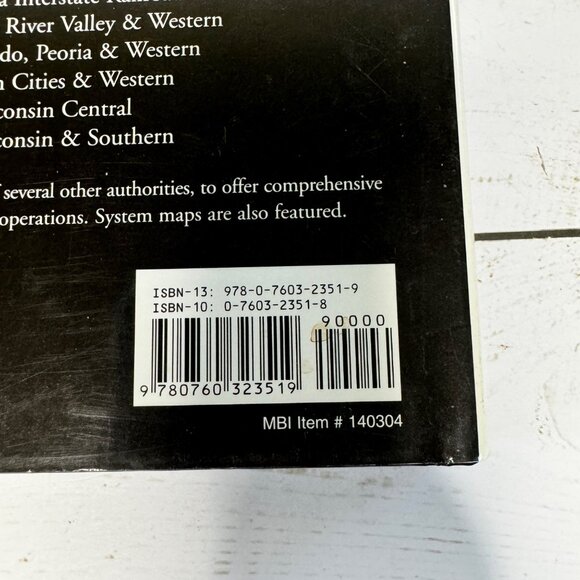 Interstate
River Valley & Western
do, Peoria & Western
Cities & Western
consin Central
consin & Southern
several other authorities, to offer comprehensive
operations. System maps are also featured.
ISBN-13: 978-0-7603-2351-9
ISBN-10: 0-7603-2351-8
90000
9 780760 323519
MBI Item # 140304